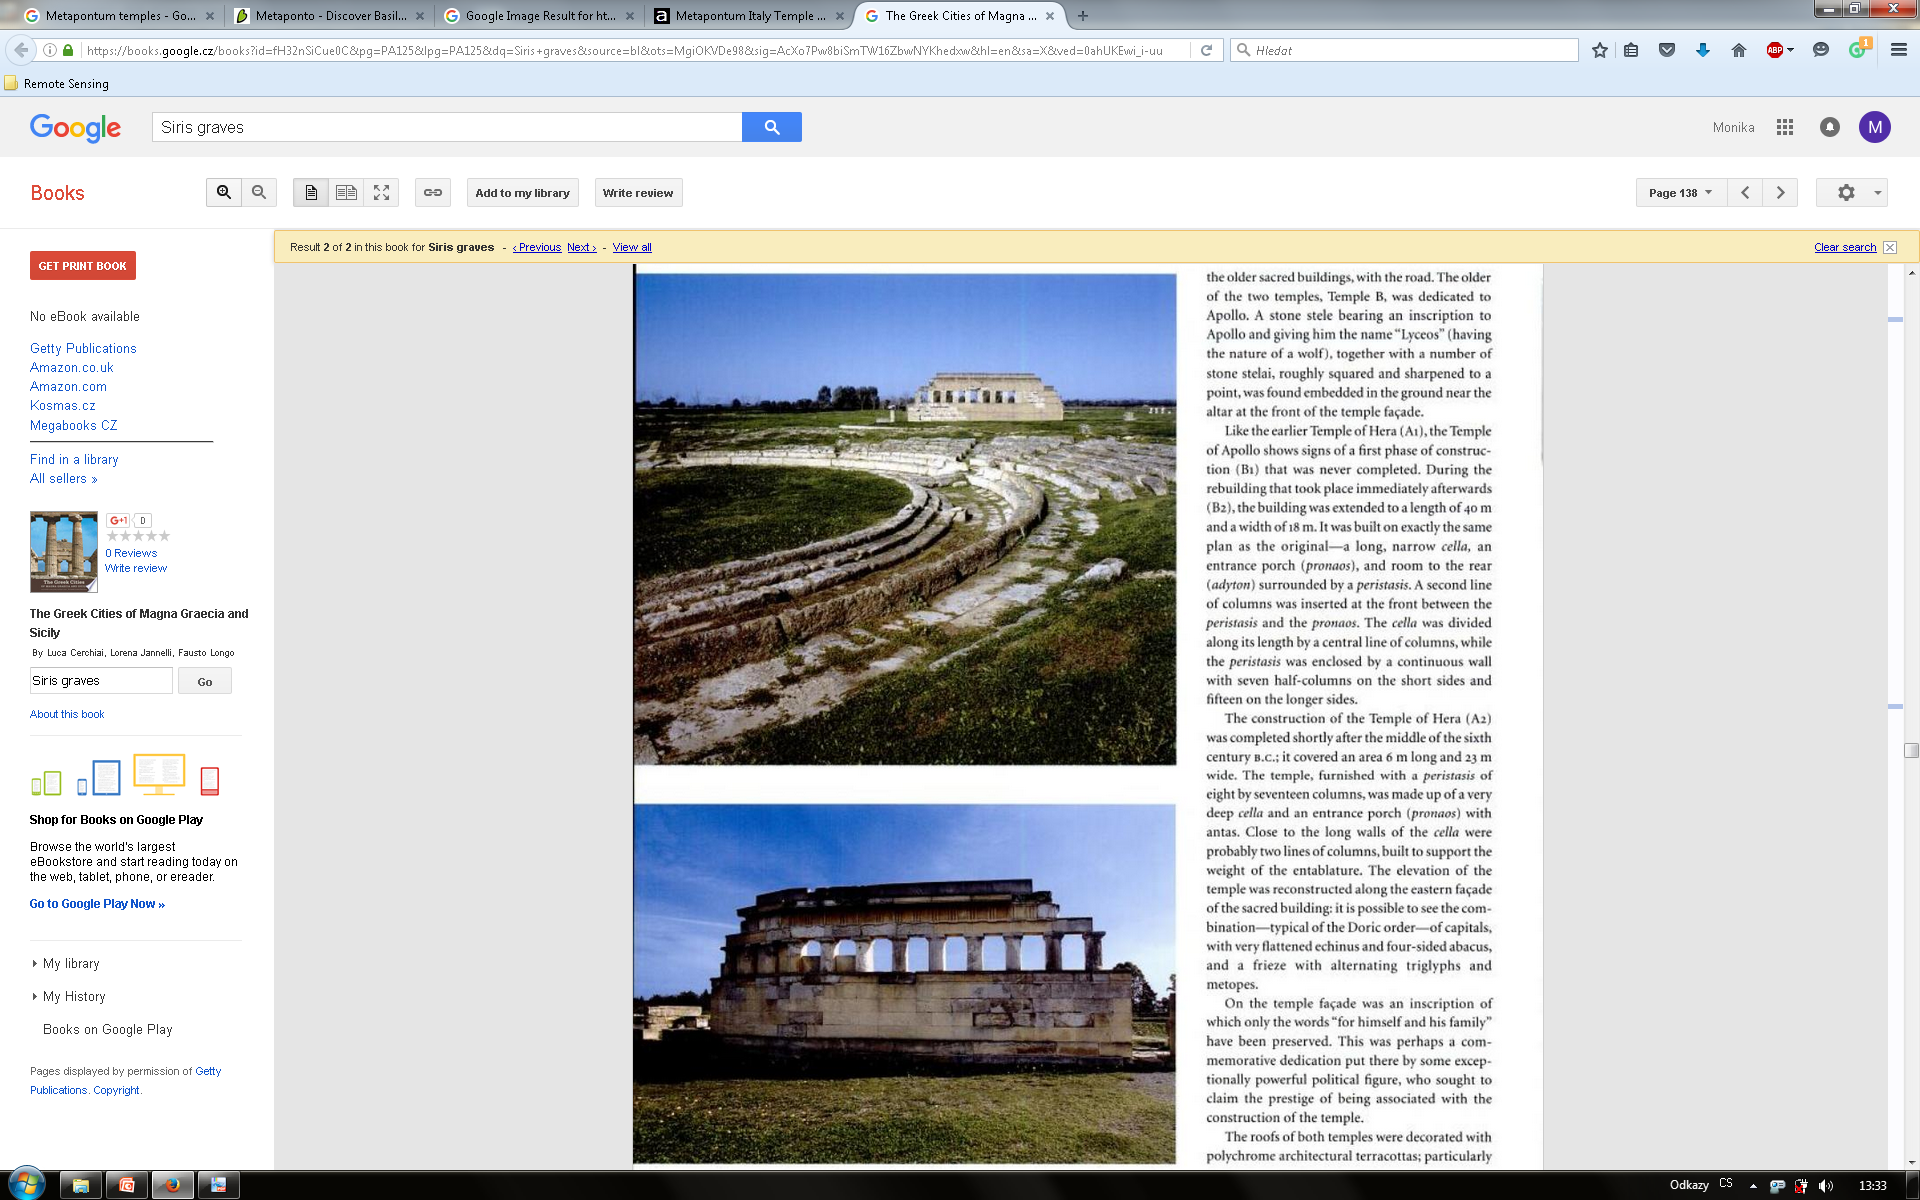 Metapontum temples - Go...
Metaponto - Discover Basil...
Google Image Result for ht...
Metapontum Italy Temple ...
The Greek Cities of Magna ...
https://books.google.cz/books?id=fH32nSiCue0C&pg=PA125&lpg=PA125&dq=Siris+graves&source=bl&ots=MgiOKVDe98&sig=AcXo7Pw8biSmTW16ZbwNYKhedxw&hl=en&sa=X&ved=0ahUKEwi_i-uu
Hledat
ABP
1
Remote Sensing
Google
Siris graves
Monika
M
Books
Add to my library
Write review
Page 138
Result 2 of 2 in this book for Siris graves - ‹ Previous Next › - View all
Clear search
GET PRINT BOOK
No eBook available
Getty Publications
Amazon.co.uk
Amazon.com
Kosmas.cz
Megabooks CZ
Find in a library
All sellers »
G+1
0
0 Reviews
Write review
The Greek Cities
The Greek Cities of Magna Graecia and
Sicily
By Luca Cerchiai, Lorena Jannelli, Fausto Longo
Siris graves
Go
About this book
Shop for Books on Google Play
Browse the world's largest
eBookstore and start reading today on
the web, tablet, phone, or ereader.
Go to Google Play Now »
My library
My History
Books on Google Play
Pages displayed by permission of Getty
Publications. Copyright.
the older sacred buildings, with the road. The older
of the two temples, Temple B, was dedicated to
Apollo. A stone stele bearing an inscription to
Apollo and giving him the name “Lyceos” (having
the nature of a wolf), together with a number of
stone stelai, roughly squared and sharpened to a
point, was found embedded in the ground near the
altar at the front of the temple façade.
Like the earlier Temple of Hera (A1), the Temple
of Apollo shows signs of a first phase of construc-
tion (B1) that was never completed. During the
rebuilding that took place immediately afterwards
(B2), the building was extended to a length of 40 m
and a width of 18 m. It was built on exactly the same
plan as the original—a long, narrow cella, an
entrance porch (pronaos), and room to the rear
(adyton) surrounded by a peristasis. A second line
of columns was inserted at the front between the
peristasis and the pronaos. The cella was divided
along its length by a central line of columns, while
the peristasis was enclosed by a continuous wall
with seven half-columns on the short sides and
fifteen on the longer sides.
The construction of the Temple of Hera (A2)
was completed shortly after the middle of the sixth
century B.C.; it covered an area 6 m long and 23 m
wide. The temple, furnished with a peristasis of
eight by seventeen columns, was made up of a very
deep cella and an entrance porch (pronaos) with
antas. Close to the long walls of the cella were
probably two lines of columns, built to support the
weight of the entablature. The elevation of the
temple was reconstructed along the eastern façade
of the sacred building: it is possible to see the com-
bination—typical of the Doric order—of capitals,
with very flattened echinus and four-sided abacus,
and a frieze with alternating triglyphs and
metopes.
On the temple façade was an inscription of
which only the words “for himself and his family”
have been preserved. This was perhaps a com-
memorative dedication put there by some excep-
tionally powerful political figure, who sought to
claim the prestige of being associated with the
construction of the temple.
The roofs of both temples were decorated with
polychrome architectural terracottas; particularly
Odkazy
CS
13:33